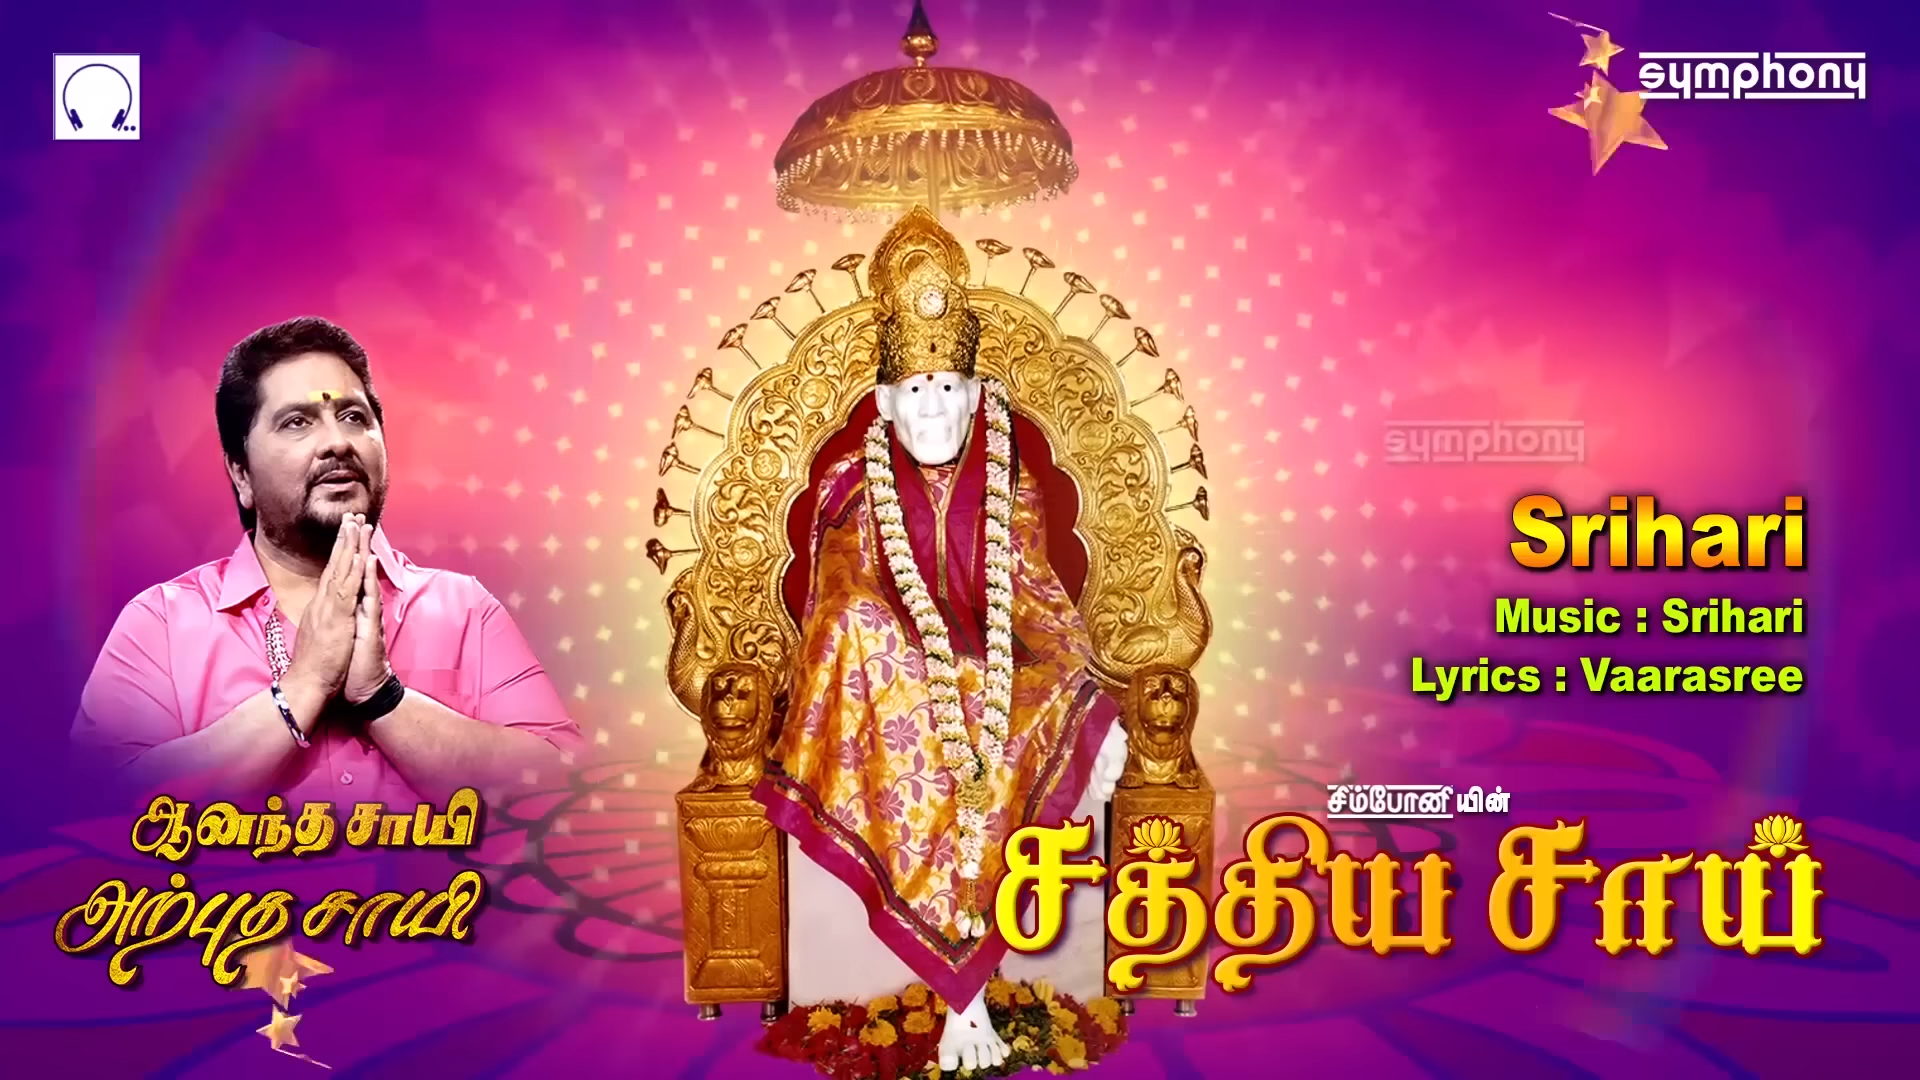 symphony
symphony
Srihari
Music : Srihari
Lyrics : Vaarasree
சிம்போனி யின்
சத்திய சாய்
ஆனந்த சாயி
அற்புத சாயி